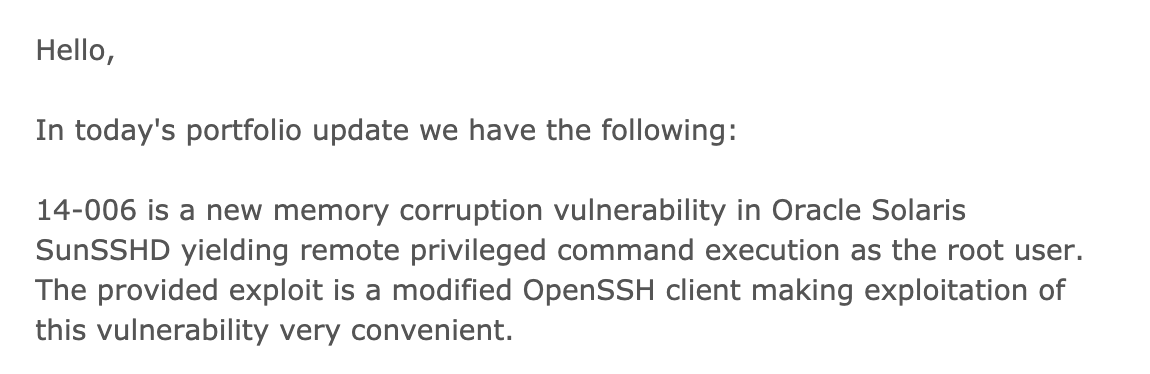 Hello,
In today's portfolio update we have the following:
14-006 is a new memory corruption vulnerability in Oracle Solaris
SunSSHD yielding remote privileged command execution as the root user.
The provided exploit is a modified OpenSSH client making exploitation of
this vulnerability very convenient.